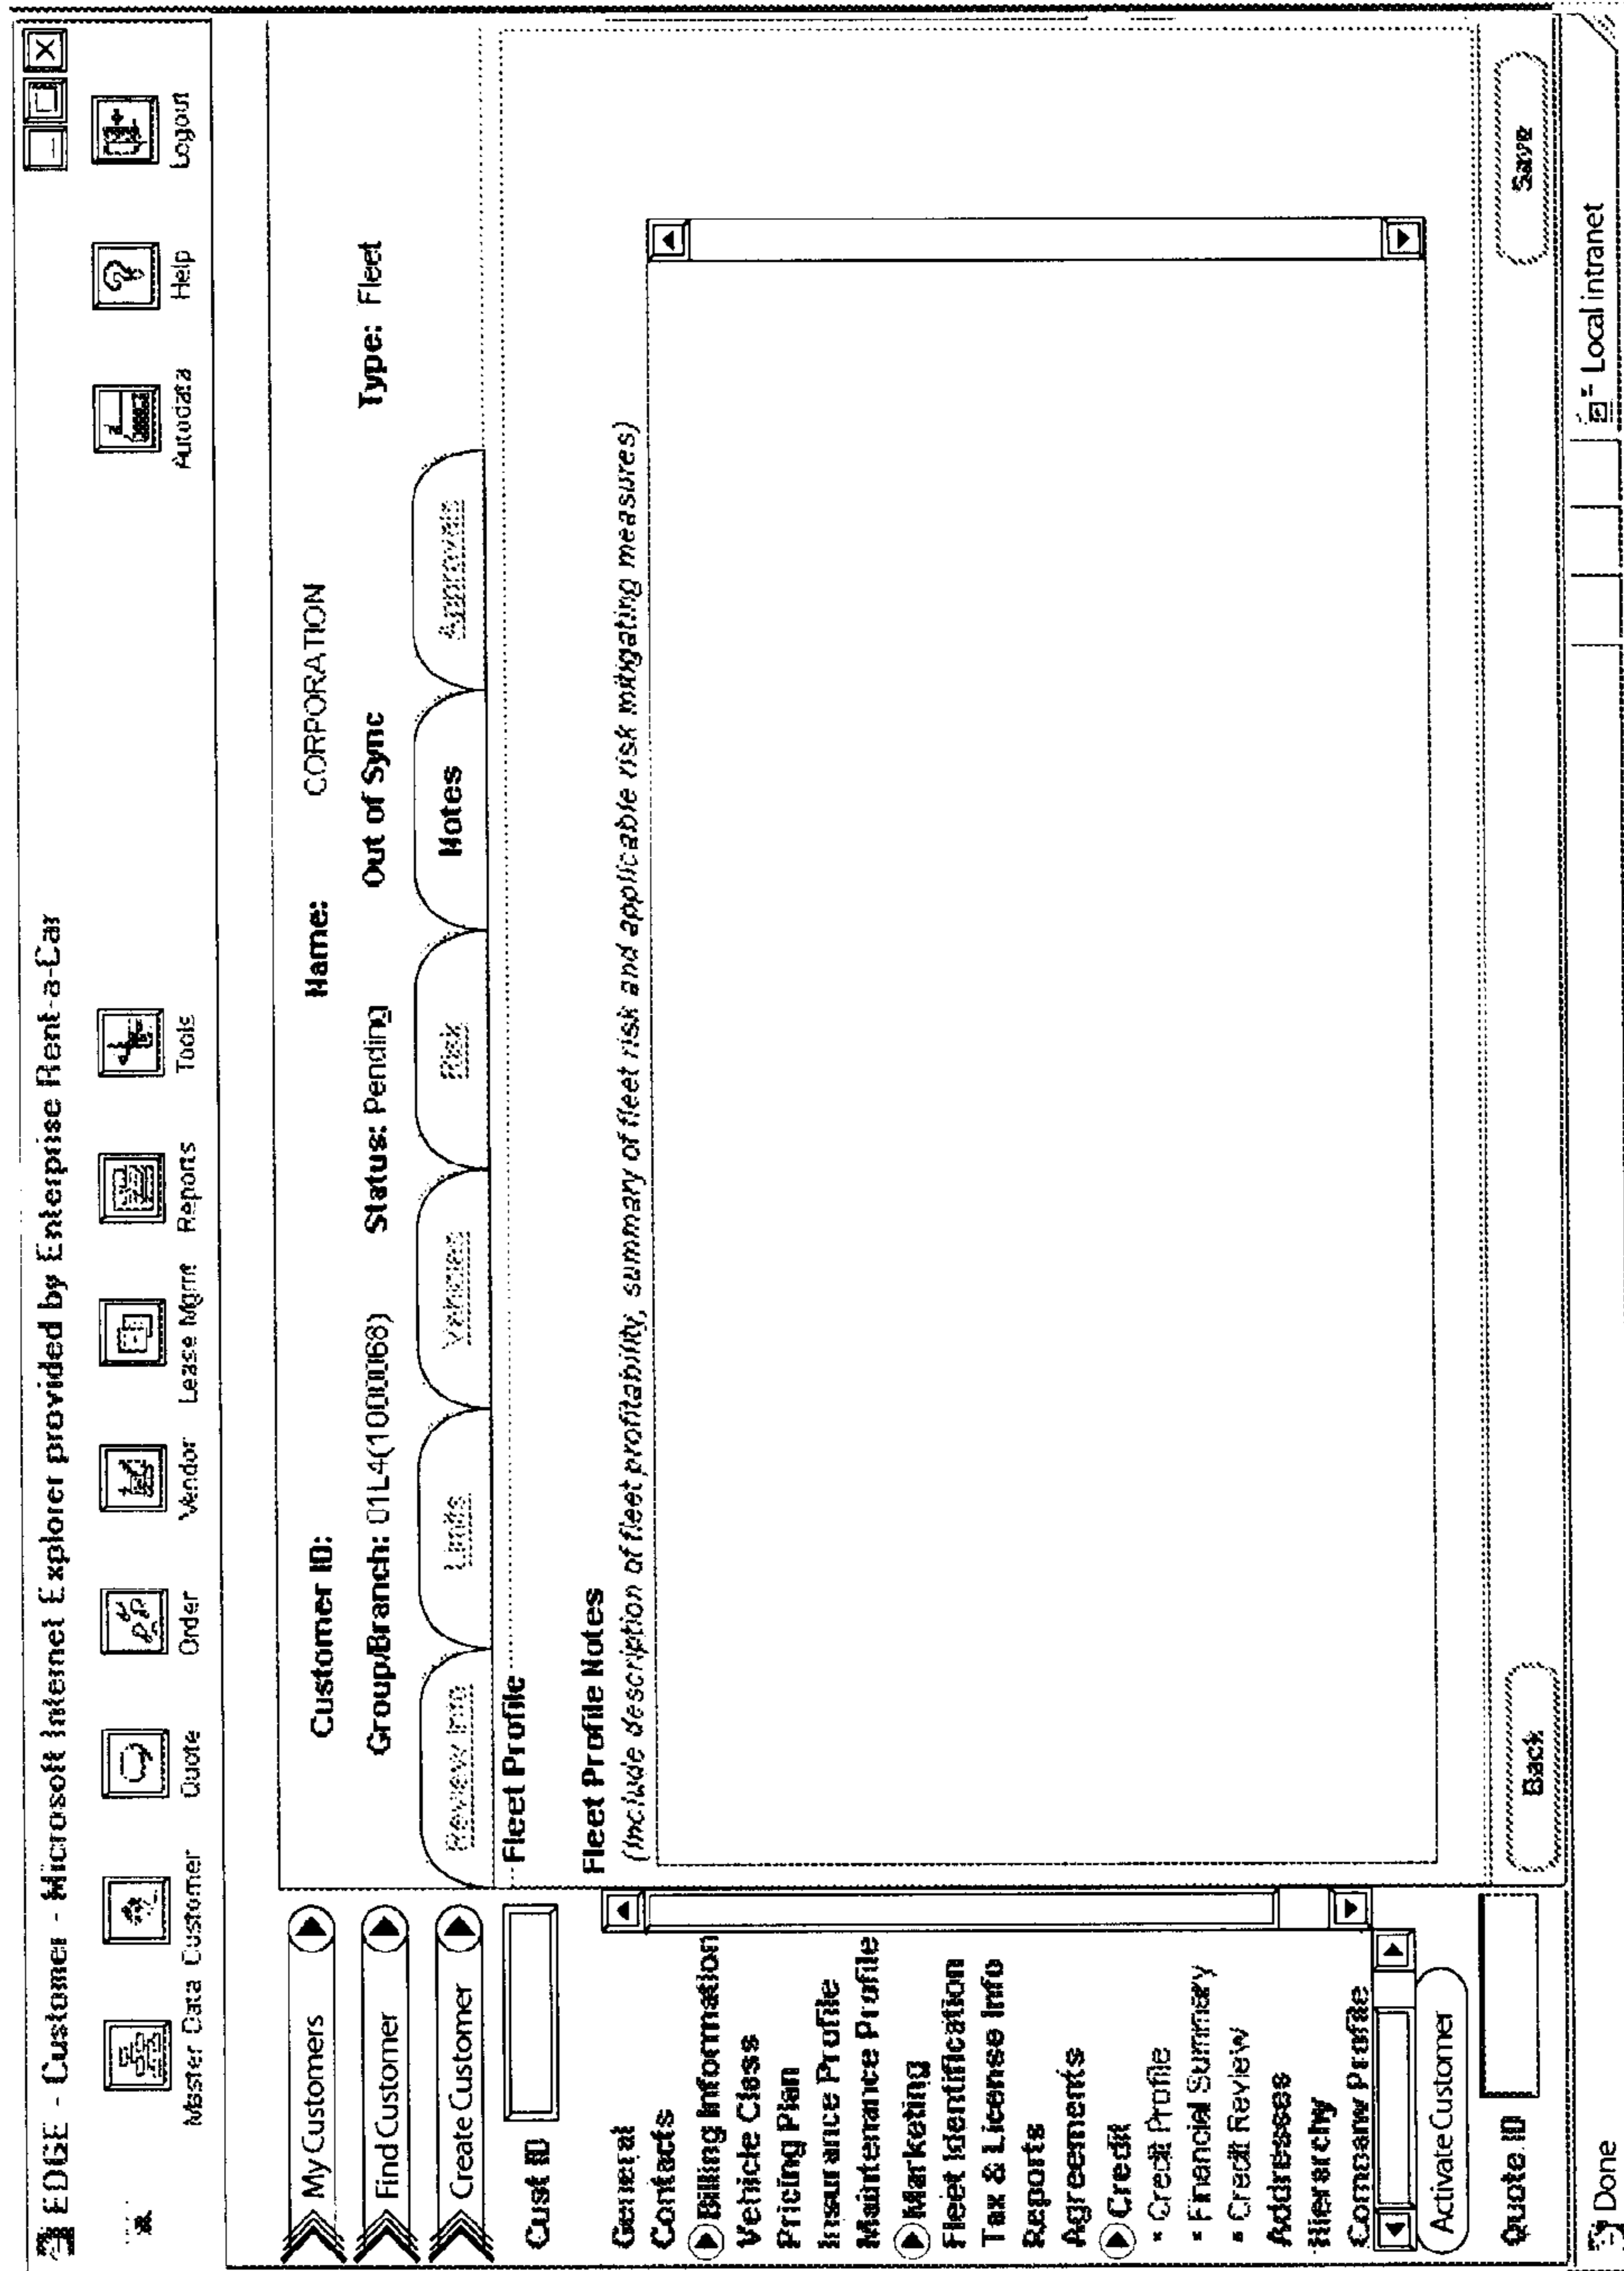 EDGE - Customer - Microsoft Internet Explorer provided by Enterprise Rent-a-Car
Master Data Customer Quote Order Vendor Lease Mgmt Reports Tools Autodata Help Logout
My Customers
Find Customer
Create Customer
Cust ID
General
Contacts
Billing Information
Vehicle Class
Pricing Plan
Insurance Profile
Maintenance Profile
Marketing
Fleet Identification
Tax & License Info
Reports
Agreements
Credit
Credit Profile
Financial Summary
Credit Review
Addresses
Hierarchy
Company Profile
Activate Customer
Quote ID
Customer ID: Name: CORPORATION
Group/Branch: 01L4(1000068) Status: Pending Out of Sync Type: Fleet
Review Info Limits Vehicles Risk Notes Approvals
Fleet Profile
Fleet Profile Notes
(Include description of fleet profitability, summary of fleet risk and applicable risk mitigating measures)
Back Save
Done Local intranet